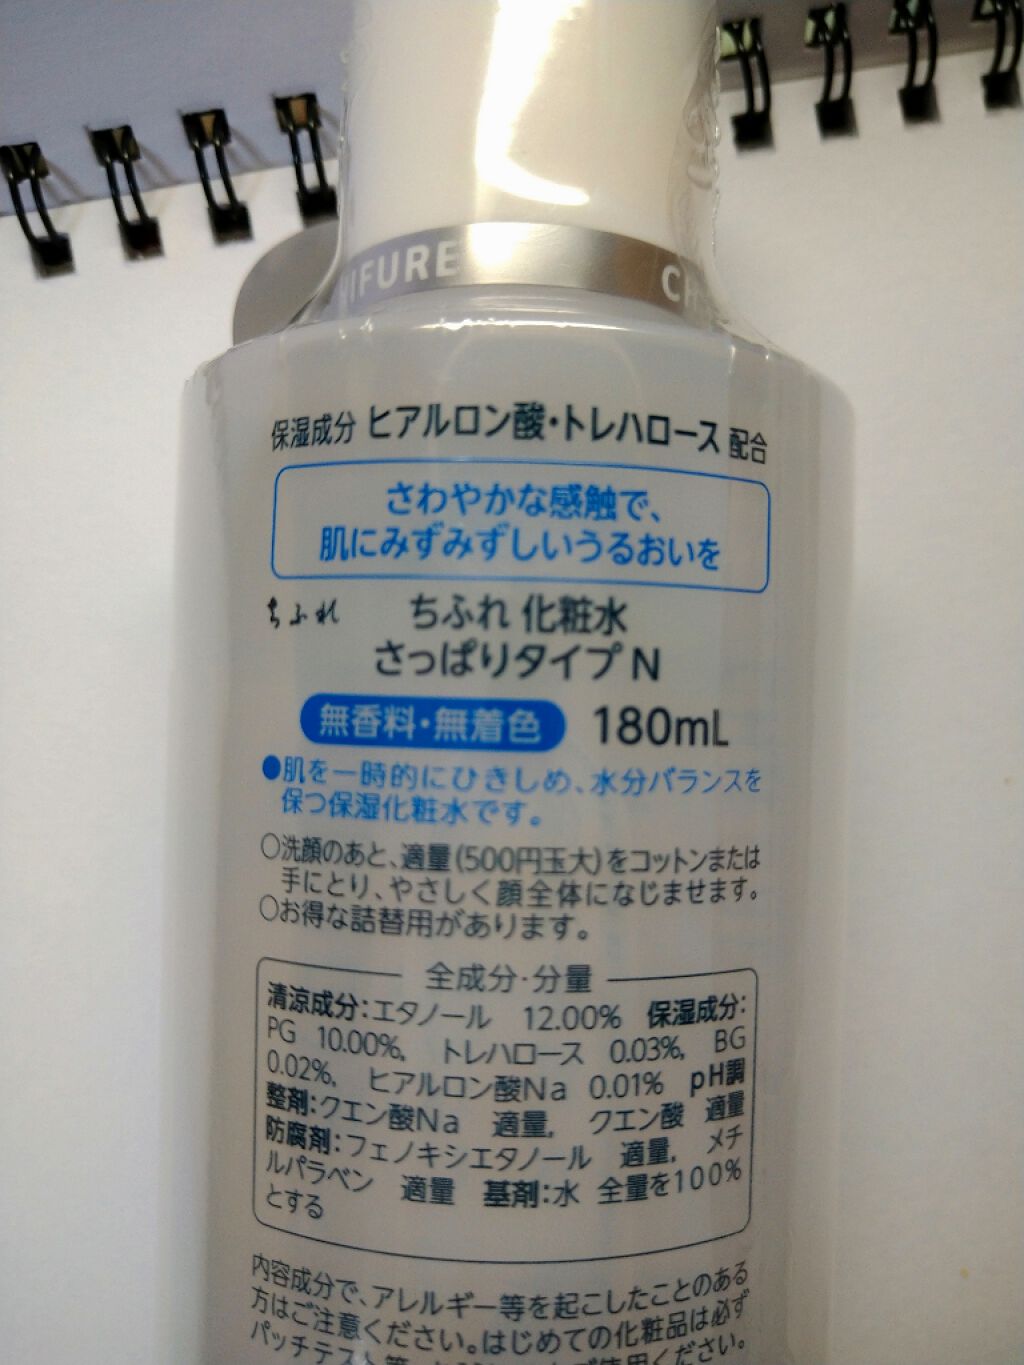 IFURE
CH
保湿成分 ヒアルロン酸・トレハロース 配合
さわやかな感触で、
肌にみずみずしいうるおいを
ちふれ ちふれ 化粧水
さっぱりタイプN
無香料・無着色 180mL
●肌を一時的にひきしめ、水分バランスを
保つ保湿化粧水です。
○洗顔のあと、適量(500円玉大)をコットンまたは
手にとり、やさしく顔全体になじませます。
○お得な詰替用があります。
全成分・分量
清涼成分:エタノール 12.00% 保湿成分:
PG 10.00%, トレハロース 0.03%, BG
0.02%, ヒアルロン酸Na 0.01% pH調
整剤:クエン酸Na 適量, クエン酸 適量
防腐剤:フェノキシエタノール 適量, メチ
ルパラベン 適量 基剤:水 全量を100%
とする
内容成分で、アレルギー等を起こしたことのある
方はご注意ください。はじめての化粧品は必ず
パッチテスト等 使用ください。